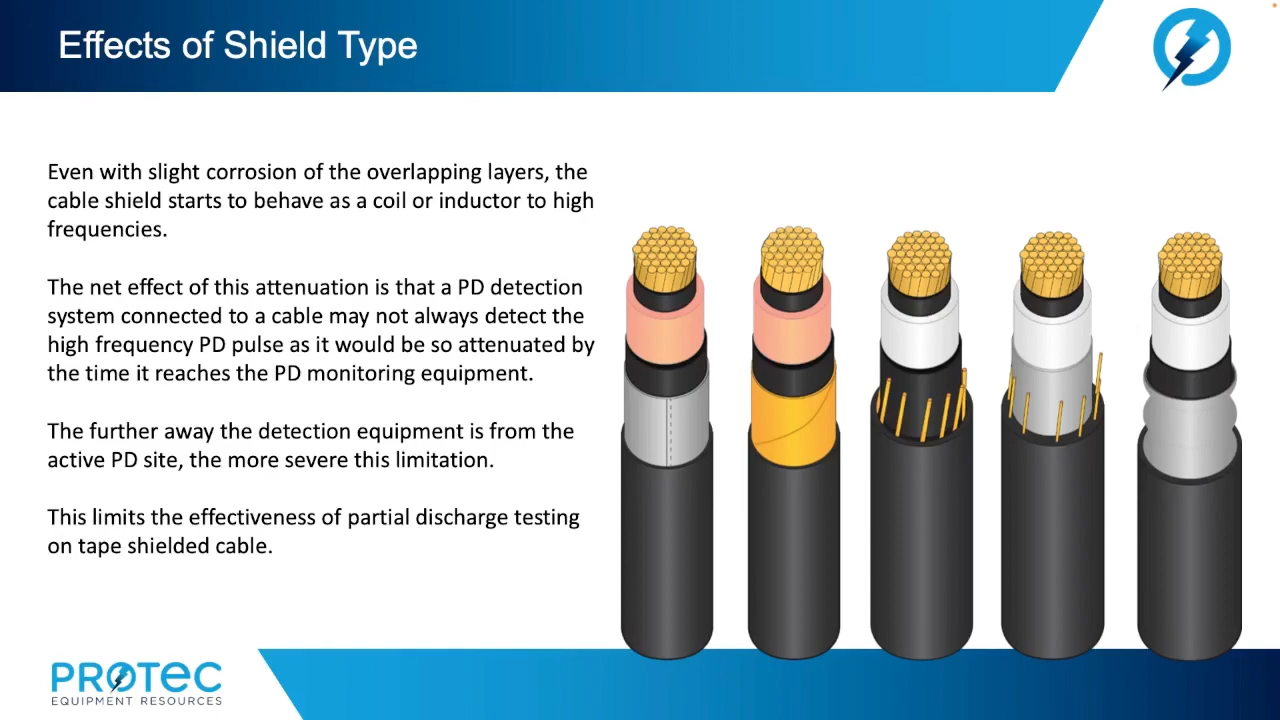 Effects of Shield Type
Even with slight corrosion of the overlapping layers, the
cable shield starts to behave as a coil or inductor to high
frequencies.
The net effect of this attenuation is that a PD detection
system connected to a cable may not always detect the
high frequency PD pulse as it would be so attenuated by
the time it reaches the PD monitoring equipment.
The further away the detection equipment is from the
active PD site, the more severe this limitation.
This limits the effectiveness of partial discharge testing
on tape shielded cable.
PROTEC
EQUIPMENT RESOURCES